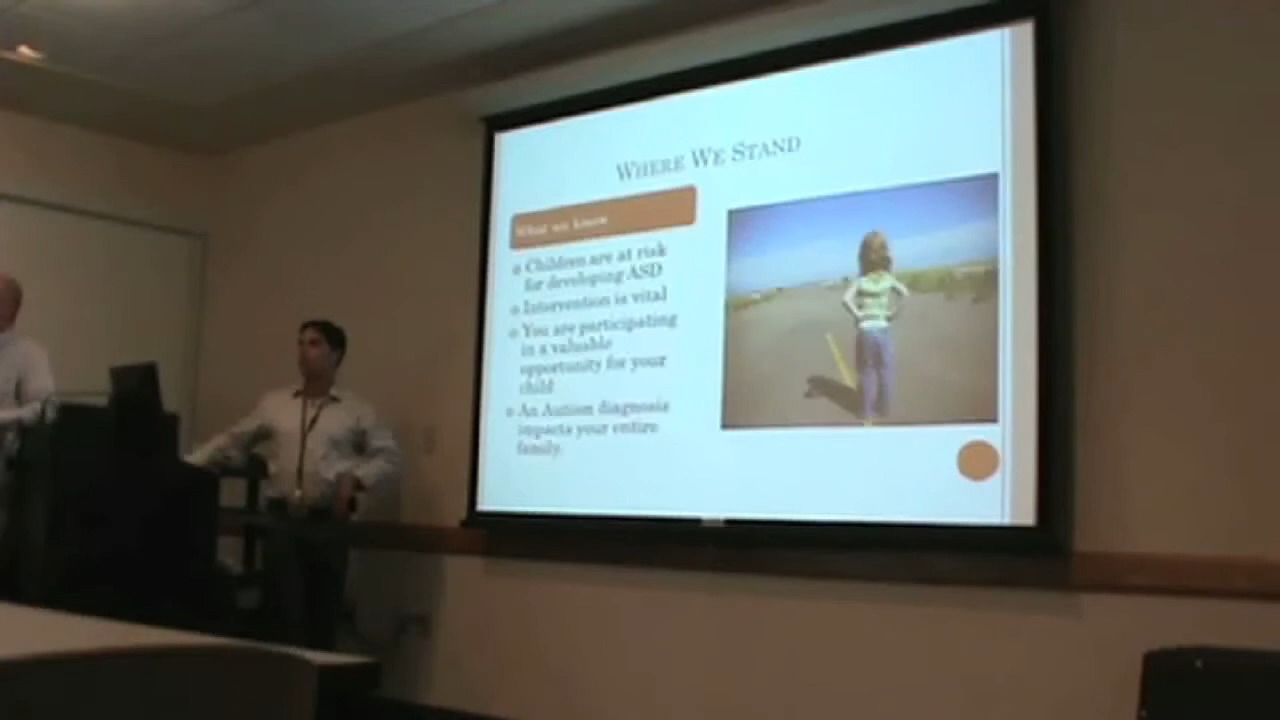 WHERE WE STAND
What we know
Children are at risk
for developing ASD
Intervention is vital
You are participating
in a valuable
opportunity for your
child
An Autism diagnosis
impacts your entire
family.